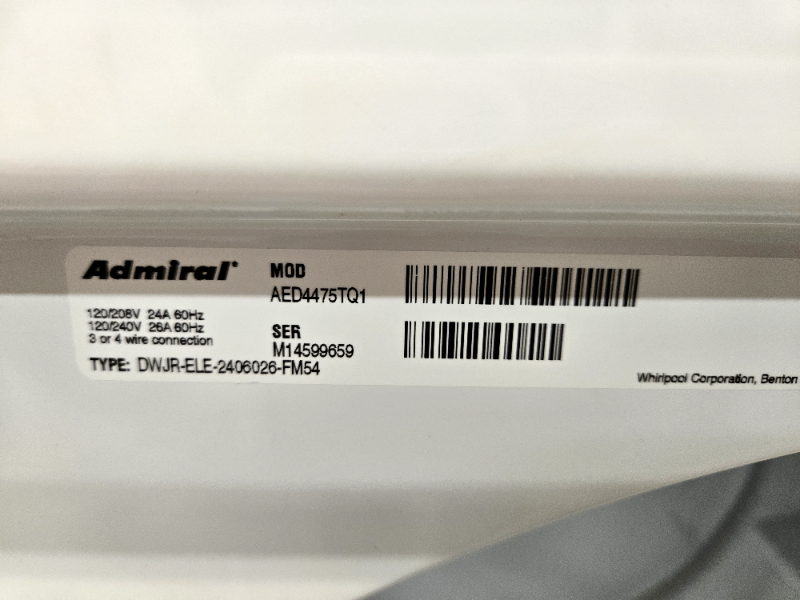 Admiral
MOD
AED4475TQ1
120/208V 24A 60Hz
120/240V 26A 60Hz
3 or 4 wire connection
SER
M14599659
TYPE: DWJR-ELE-2406026-FM54
Whirlpool Corporation, Benton